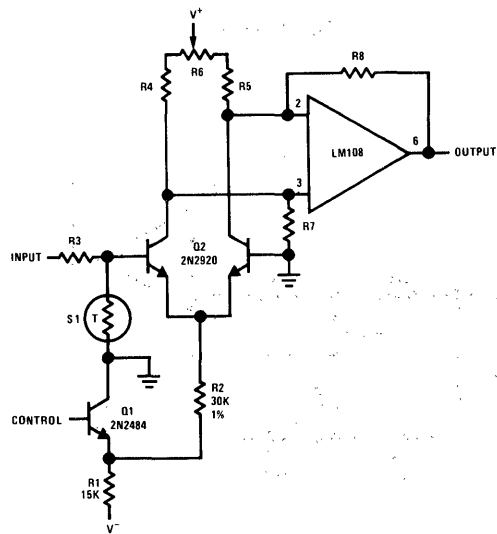 V+
R6
R4
R5
R8
2
LM108
6
OUTPUT
3
R7
R3
INPUT
Q2
2N2920
S1
T
R2
30K
1%
Q1
2N2484
CONTROL
R1
15K
V-